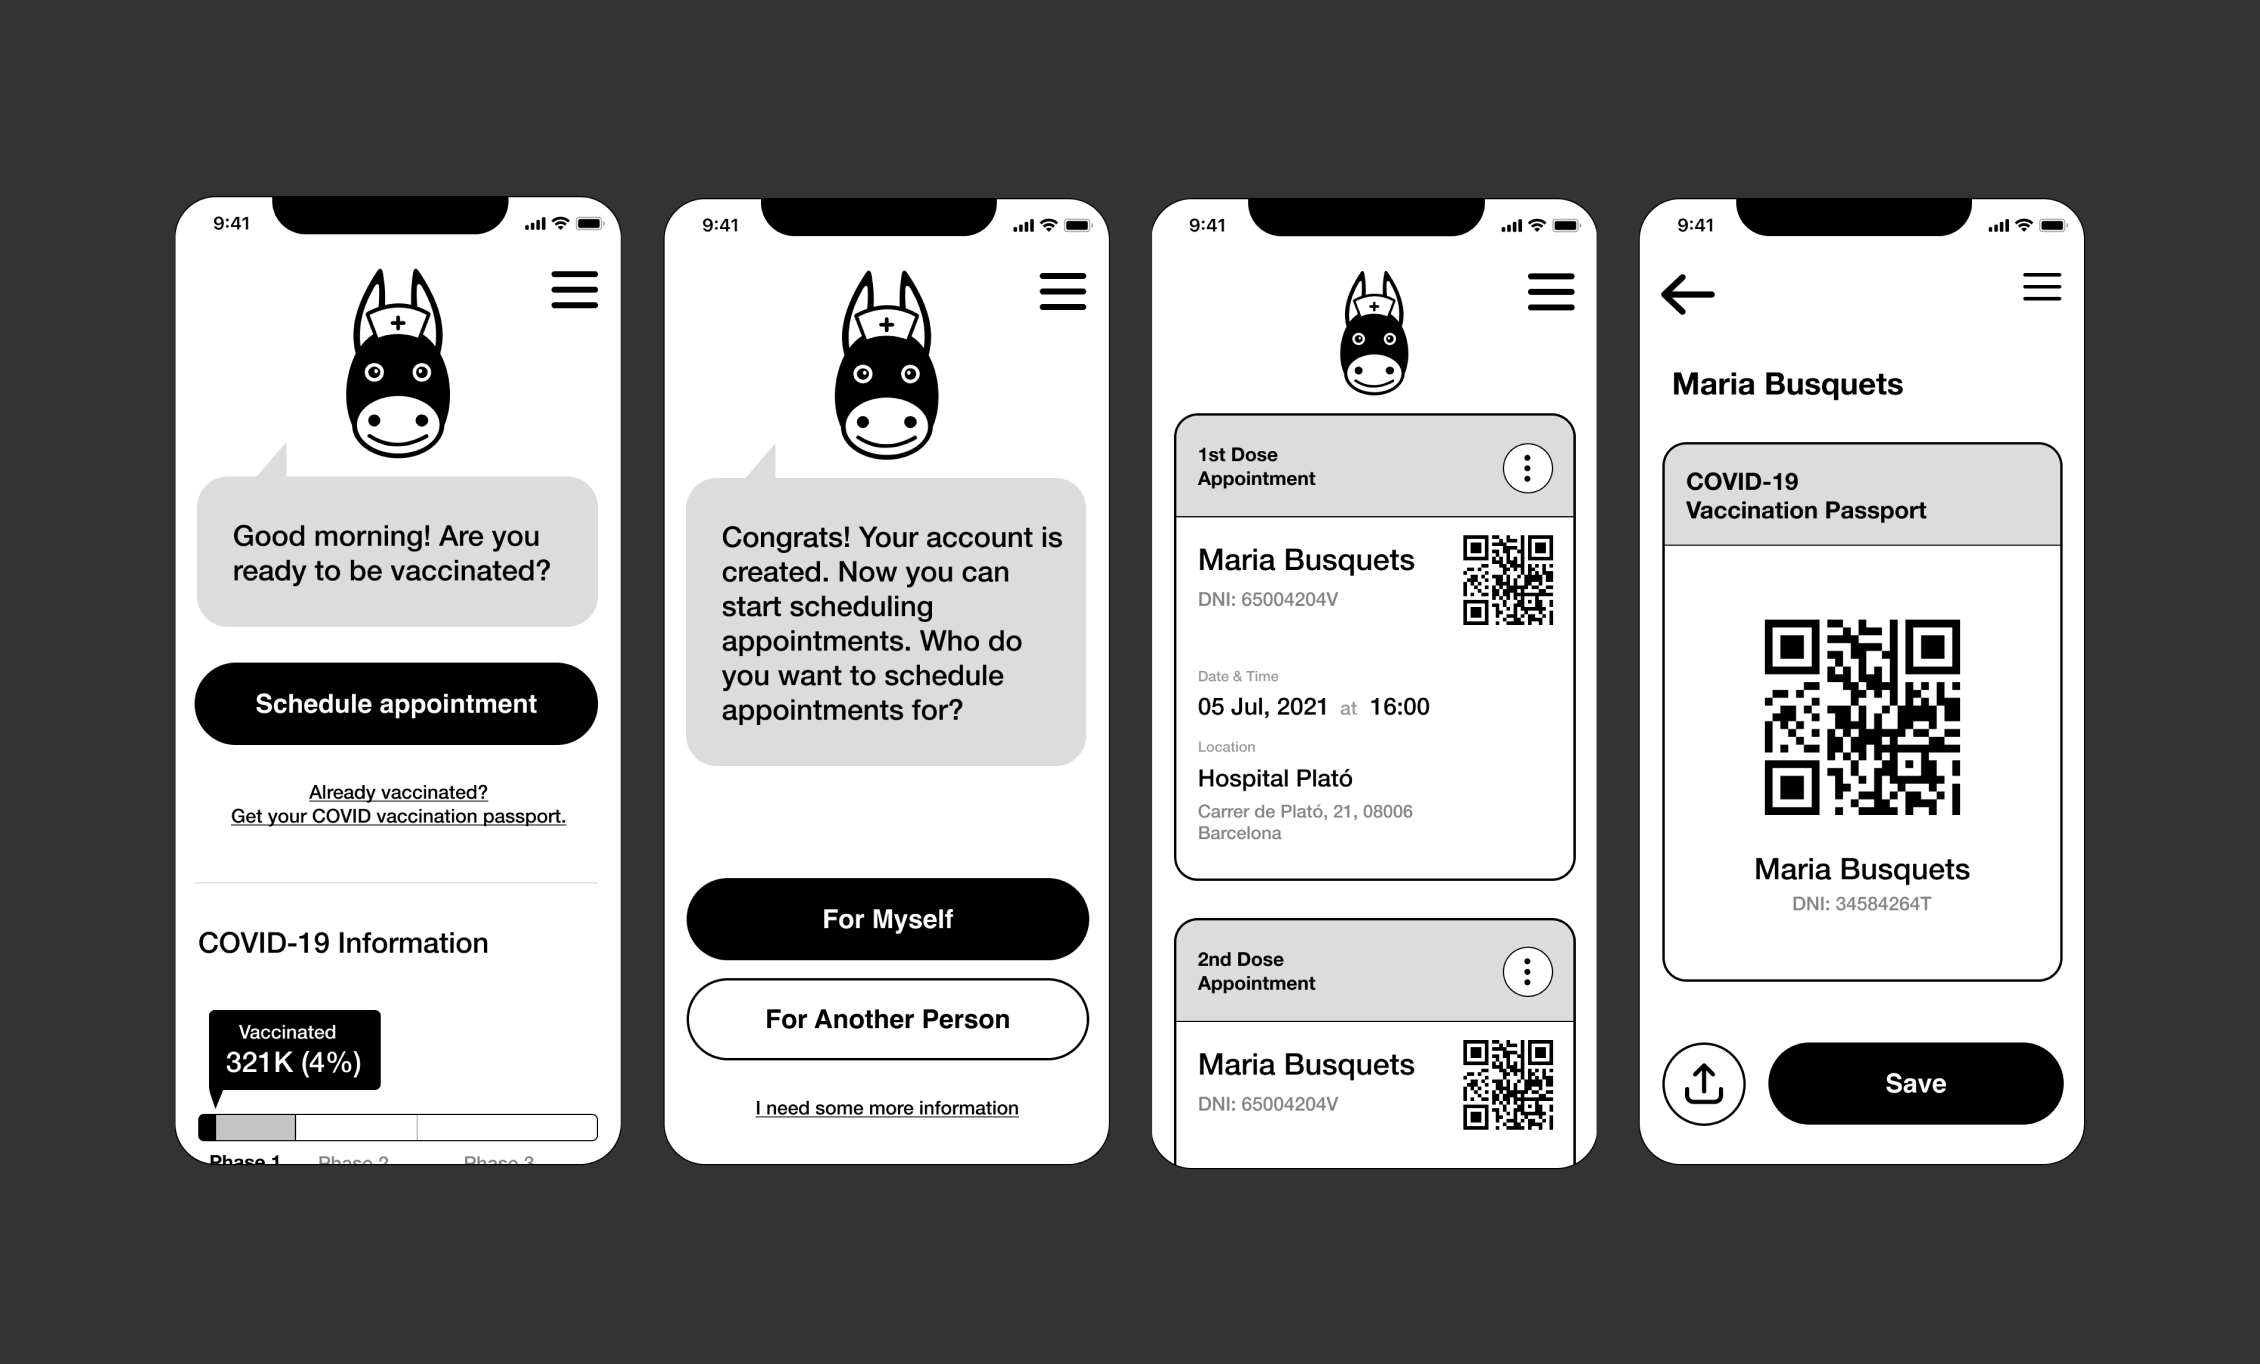 9:41
Good morning! Are you
ready to be vaccinated?
Schedule appointment
Already vaccinated?
Get your COVID vaccination passport.
COVID-19 Information
Vaccinated
321K (4%)
Phase 1 Phase 2 Phase 3
9:41
Congrats! Your account is
created. Now you can
start scheduling
appointments. Who do
you want to schedule
appointments for?
For Myself
For Another Person
I need some more information
9:41
1st Dose
Appointment
Maria Busquets
DNI: 65004204V
Date & Time
05 Jul, 2021 at 16:00
Location
Hospital Plató
Carrer de Plató, 21, 08006
Barcelona
2nd Dose
Appointment
Maria Busquets
DNI: 65004204V
9:41
Maria Busquets
COVID-19
Vaccination Passport
Maria Busquets
DNI: 34584264T
Save